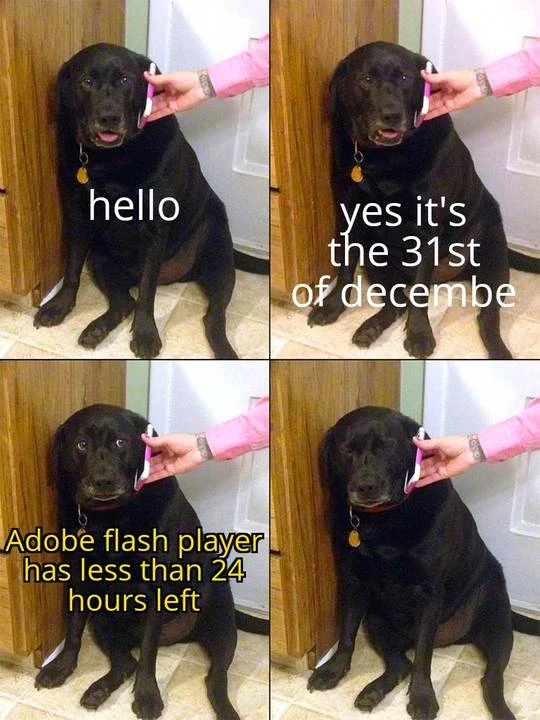 hello
yes it's
the 31st
of decembe
Adobe flash player
has less than 24
hours left